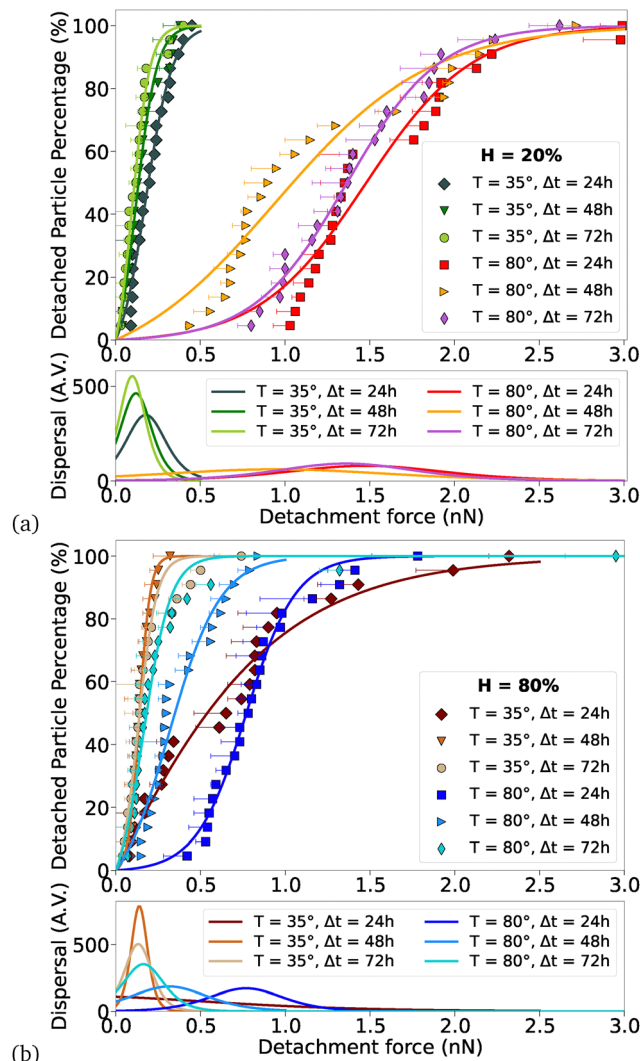 (a)
Detached Particle Percentage (%)
100
80
60
40
20
0
H = 20%
T = 35°, Δt = 24h
T = 35°, Δt = 48h
T = 35°, Δt = 72h
T = 80°, Δt = 24h
T = 80°, Δt = 48h
T = 80°, Δt = 72h
0.0 0.5 1.0 1.5 2.0 2.5 3.0
Dispersal (A.V.)
500
0
T = 35°, Δt = 24h T = 80°, Δt = 24h
T = 35°, Δt = 48h T = 80°, Δt = 48h
T = 35°, Δt = 72h T = 80°, Δt = 72h
0.0 0.5 1.0 1.5 2.0 2.5 3.0
Detachment force (nN)
(b)
Detached Particle Percentage (%)
100
80
60
40
20
0
H = 80%
T = 35°, Δt = 24h
T = 35°, Δt = 48h
T = 35°, Δt = 72h
T = 80°, Δt = 24h
T = 80°, Δt = 48h
T = 80°, Δt = 72h
0.0 0.5 1.0 1.5 2.0 2.5 3.0
Dispersal (A.V.)
500
0
T = 35°, Δt = 24h T = 80°, Δt = 24h
T = 35°, Δt = 48h T = 80°, Δt = 48h
T = 35°, Δt = 72h T = 80°, Δt = 72h
0.0 0.5 1.0 1.5 2.0 2.5 3.0
Detachment force (nN)